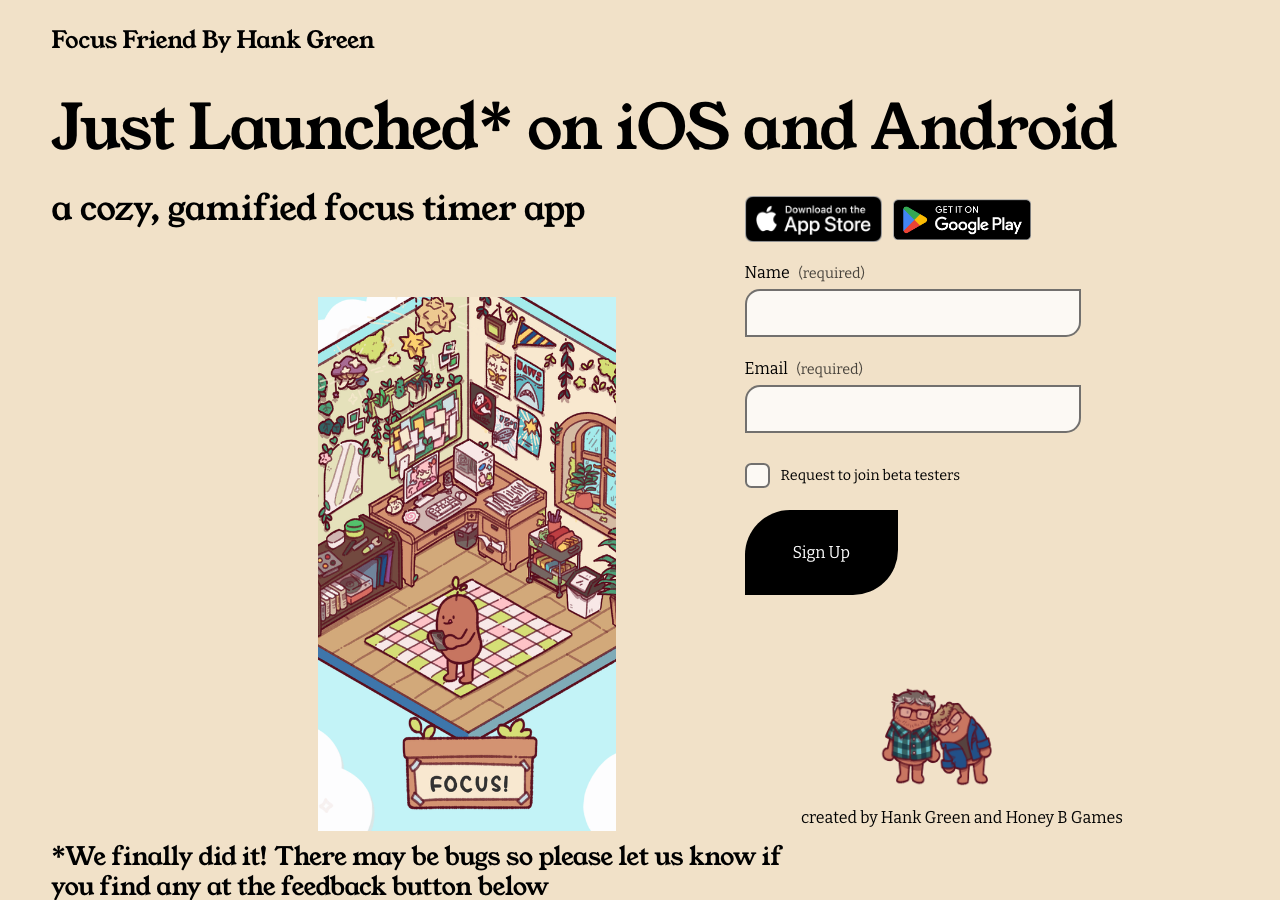 Focus Friend By Hank Green
Just Launched* on iOS and Android
a cozy, gamified focus timer app
Download on the
App Store
GET IT ON
Google Play
Name (required)
Email (required)
Request to join beta testers
Sign Up
FOCUS!
created by Hank Green and Honey B Games
*We finally did it! There may be bugs so please let us know if
you find any at the feedback button below